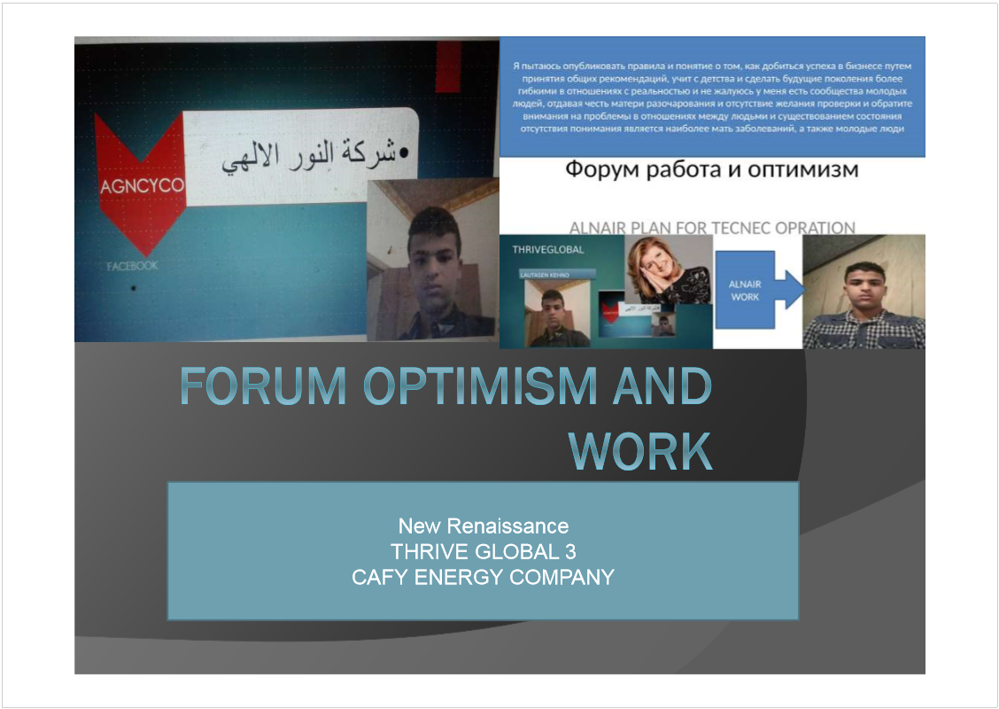 •شركة النور الالهي
AGNCYCO
FACEBOOK
Я пытаюсь опубликовать правила и понятие о том, как добиться успеха в бизнесе путем
принятия общих рекомендаций, учит с детства и сделать будущие поколения более
гибкими в отношениях с реальностью и не жалуюсь у меня есть сообщества молодых
людей, отдавая честь матери разочарования и отсутствие желания проверки и обратите
внимания на проблемы в отношениях между людьми и существованием состояния
отсутствия понимания является наиболее мать заболеваний, а также молодые люди
Форум работа и оптимизм
ALNAIR PLAN FOR TECNEC OPRATION
THRIVEGLOBAL
LAUTASEN KEHNO
شركة النور الالهي
ALNAIR
WORK
FORUM OPTIMISM AND
WORK
New Renaissance
THRIVE GLOBAL 3
CAFY ENERGY COMPANY